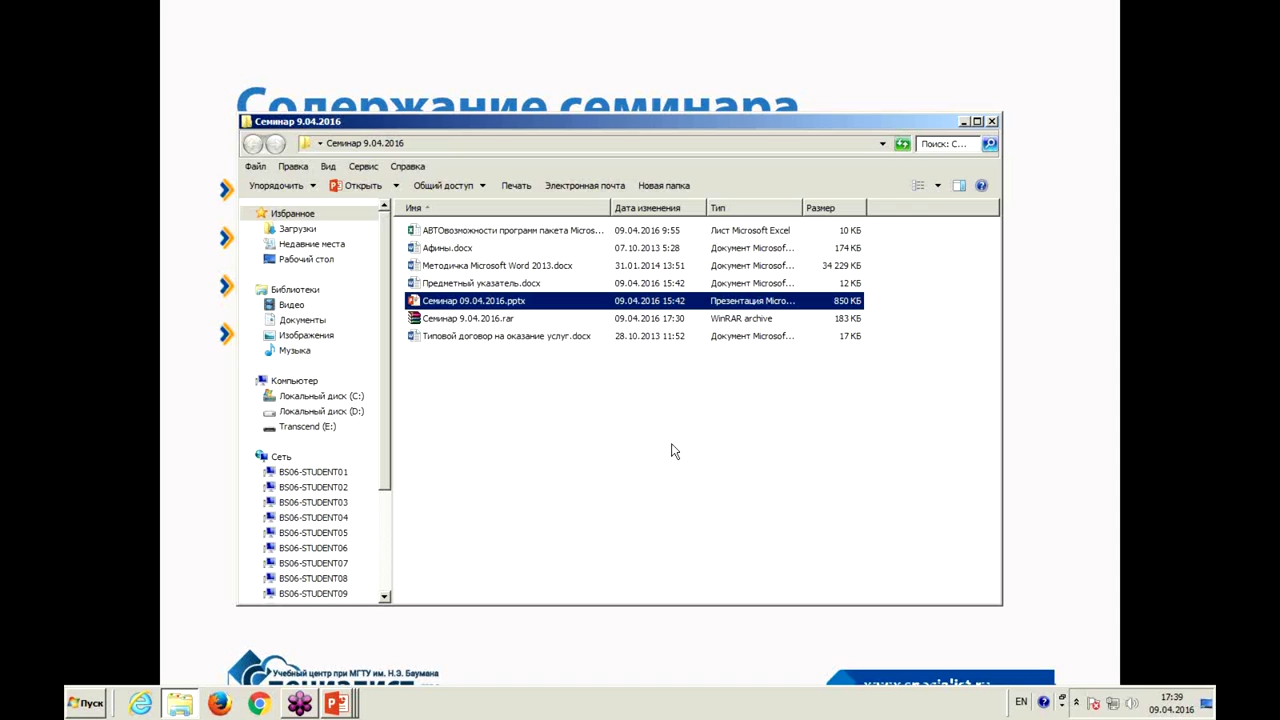 Содержание семинара
Семинар 9.04.2016
Семинар 9.04.2016
Поиск: С...
Файл Правка Вид Сервис Справка
Упорядочить Открыть Общий доступ Печать Электронная почта Новая папка
Избранное
Загрузки
Недавние места
Рабочий стол
Библиотеки
Видео
Документы
Изображения
Музыка
Компьютер
Локальный диск (C:)
Локальный диск (D:)
Transcend (E:)
Сеть
BS06-STUDENT01
BS06-STUDENT02
BS06-STUDENT03
BS06-STUDENT04
BS06-STUDENT05
BS06-STUDENT06
BS06-STUDENT07
BS06-STUDENT08
BS06-STUDENT09
Имя Дата изменения Тип Размер
АВТОвозможности программ пакета Micros... 09.04.2016 9:55 Лист Microsoft Excel 10 КБ
Афины.docx 07.10.2013 5:28 Документ Microsof... 174 КБ
Методичка Microsoft Word 2013.docx 31.01.2014 13:51 Документ Microsof... 34 229 КБ
Предметный указатель.docx 09.04.2016 15:42 Документ Microsof... 12 КБ
Семинар 09.04.2016.pptx 09.04.2016 15:42 Презентация Micro... 850 КБ
Семинар 9.04.2016.rar 09.04.2016 17:30 WinRAR archive 183 КБ
Типовой договор на оказание услуг.docx 28.10.2013 11:52 Документ Microsof... 17 КБ
Учебный центр при МГТУ им. Н.Э. Баумана
Пуск
EN
17:39
09.04.2016